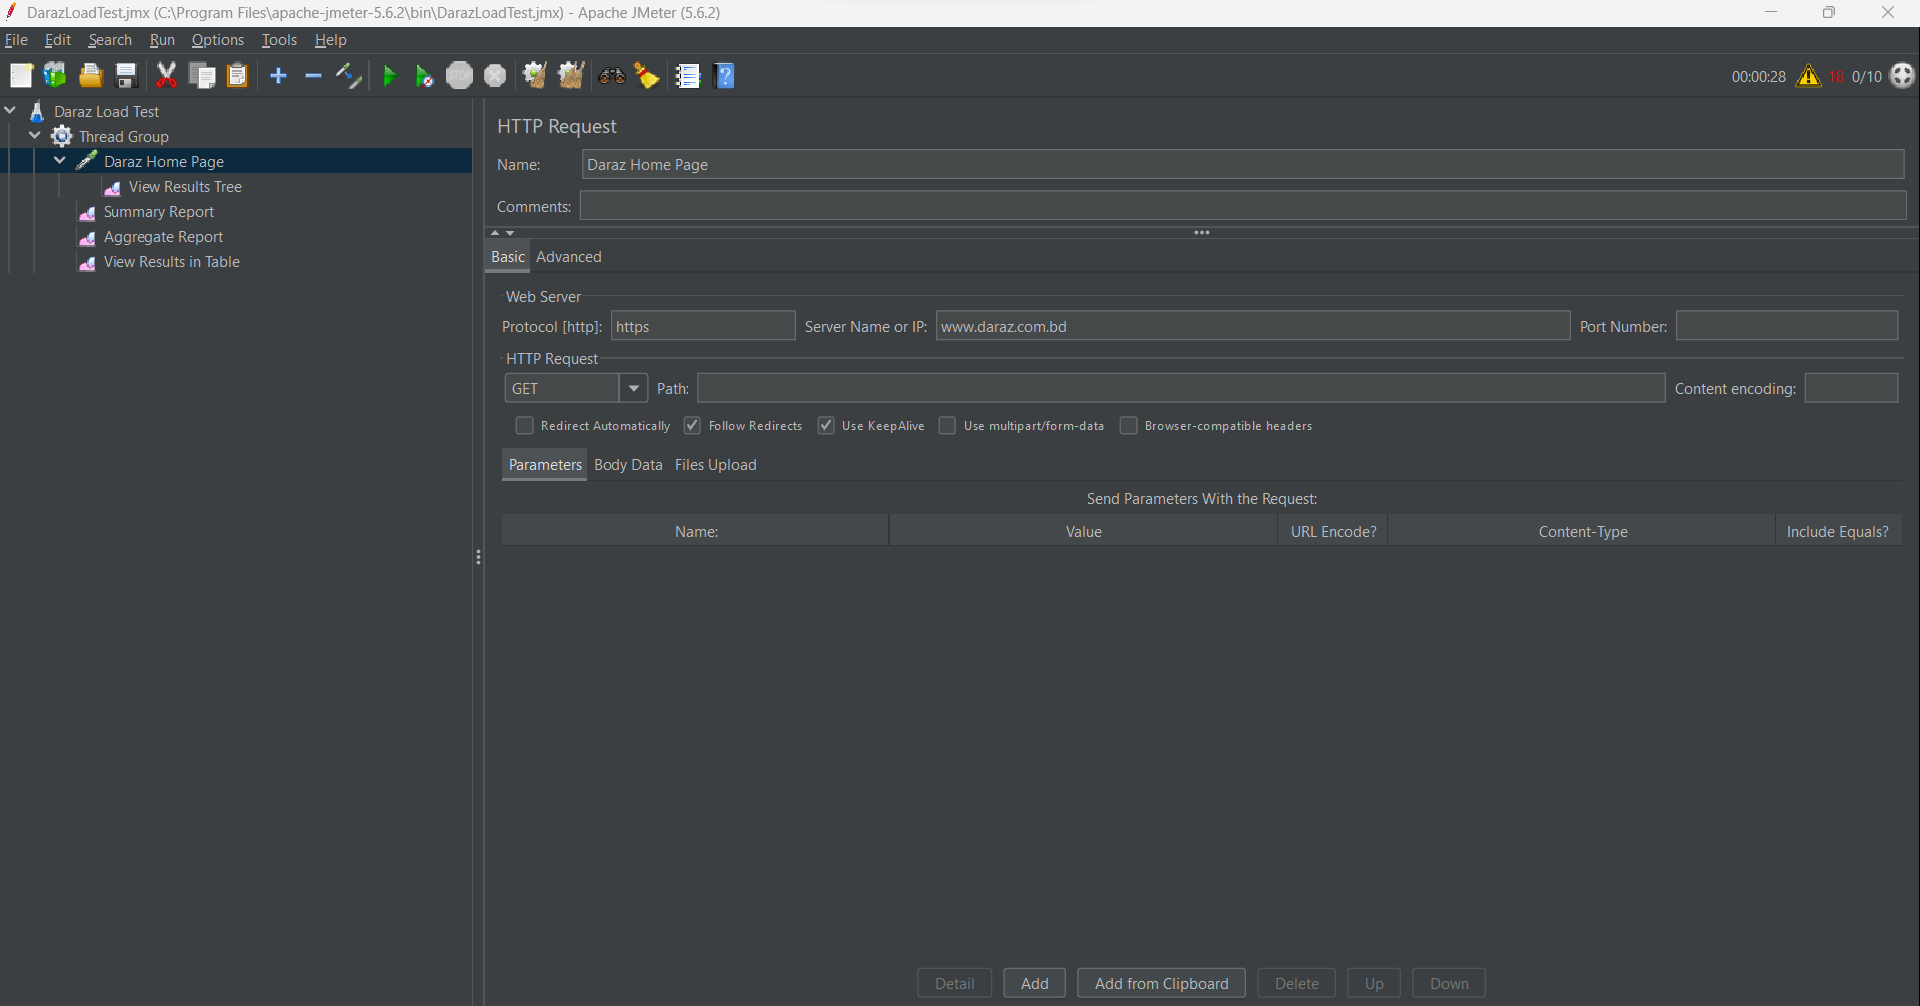 DarazLoadTest.jmx (C:\Program Files\apache-jmeter-5.6.2\bin\DarazLoadTest.jmx) - Apache JMeter (5.6.2)
File Edit Search Run Options Tools Help
STOP 00:00:28 18 0/10
Daraz Load Test
Thread Group
Daraz Home Page
View Results Tree
Summary Report
Aggregate Report
View Results in Table
HTTP Request
Name: Daraz Home Page
Comments:
Basic Advanced
Web Server
Protocol [http]: https Server Name or IP: www.daraz.com.bd Port Number:
HTTP Request
GET Path: Content encoding:
Redirect Automatically Follow Redirects Use KeepAlive Use multipart/form-data Browser-compatible headers
Parameters Body Data Files Upload
Send Parameters With the Request:
Name: Value URL Encode? Content-Type Include Equals?
Detail Add Add from Clipboard Delete Up Down